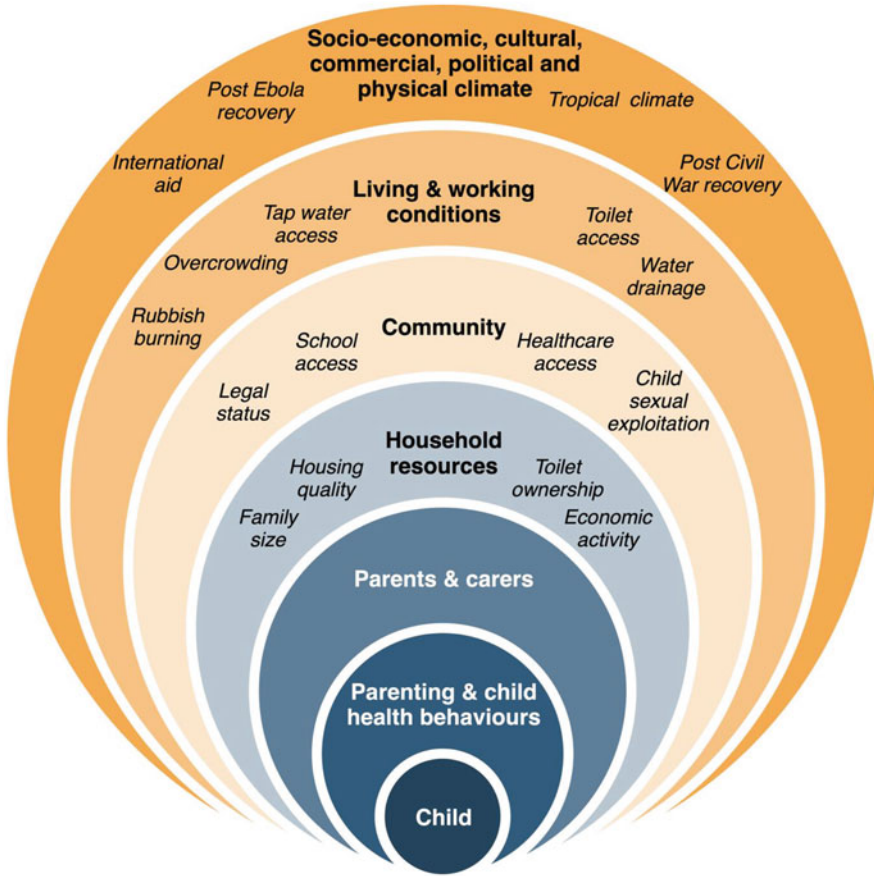 Socio-economic, cultural,
commercial, political and
physical climate
Post Ebola
recovery
Tropical climate
International
aid
Post Civil
War recovery
Living & working
conditions
Tap water
access
Toilet
access
Overcrowding
Water
drainage
Rubbish
burning
Community
School
access
Healthcare
access
Legal
status
Child
sexual
exploitation
Household
resources
Housing
quality
Toilet
ownership
Family
size
Economic
activity
Parents & carers
Parenting & child
health behaviours
Child